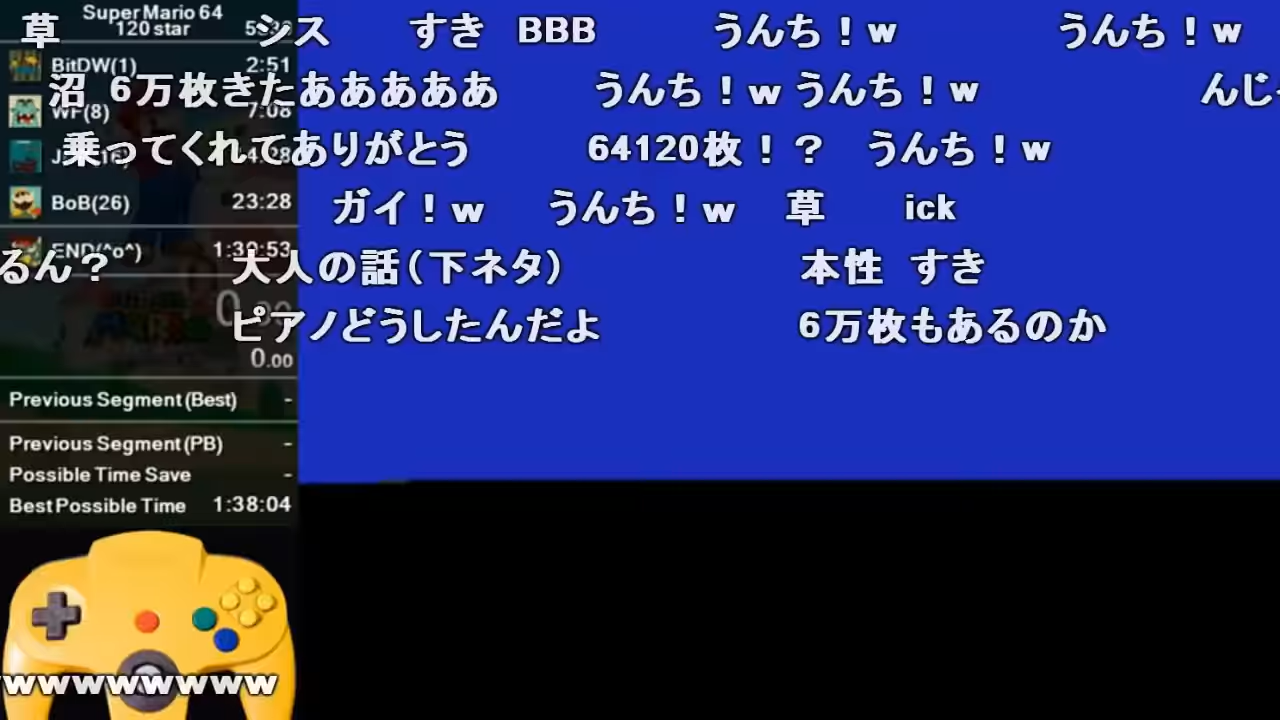 Super Mario 64
120 star
草 シス すき BBB うんち！w うんち！w
BitDW(1) 2:51
沼 6万枚きたあああああ うんち！w うんち！w んじ
WF(8) 7:08
乗ってくれてありがとう 64120枚！？ うんち！w
BoB(26) 23:28
ガイ！w うんち！w 草 ick
END(^o^) 1:39:53
るん？ 大人の話（下ネタ） 本性 すき
ピアノどうしたんだよ 6万枚もあるのか
0.00
Previous Segment(Best) -
Previous Segment(PB) -
Possible Time Save -
Best Possible Time 1:38:04
wwwwwwwww